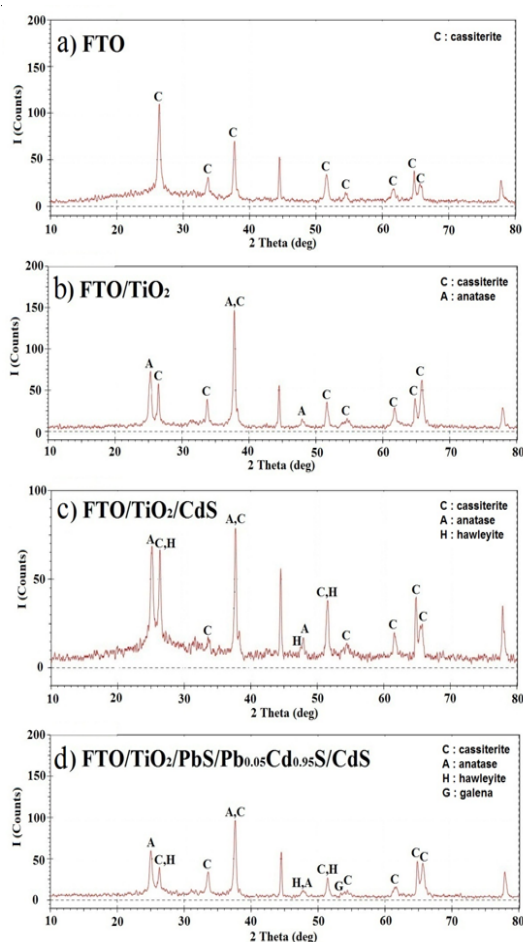 a) FTO
C : cassiterite
I (Counts)
200
150
100
50
0
C C C C C C C C
10 20 30 40 50 60 70 80
2 Theta (deg)
b) FTO/TiO₂
C : cassiterite
A : anatase
I (Counts)
200
150
100
50
0
A C C A,C A C C C C C
10 20 30 40 50 60 70 80
2 Theta (deg)
c) FTO/TiO₂/CdS
C : cassiterite
A : anatase
H : hawleyite
I (Counts)
100
50
0
A C,H C A,C H A C,H C C C C
10 20 30 40 50 60 70 80
2 Theta (deg)
d) FTO/TiO₂/PbS/Pb₀.₀₅Cd₀.₉₅S/CdS
C : cassiterite
A : anatase
H : hawleyite
G : galena
I (Counts)
200
150
100
50
0
A C,H C A,C H,A C,H G C C C C
10 20 30 40 50 60 70 80
2 Theta (deg)